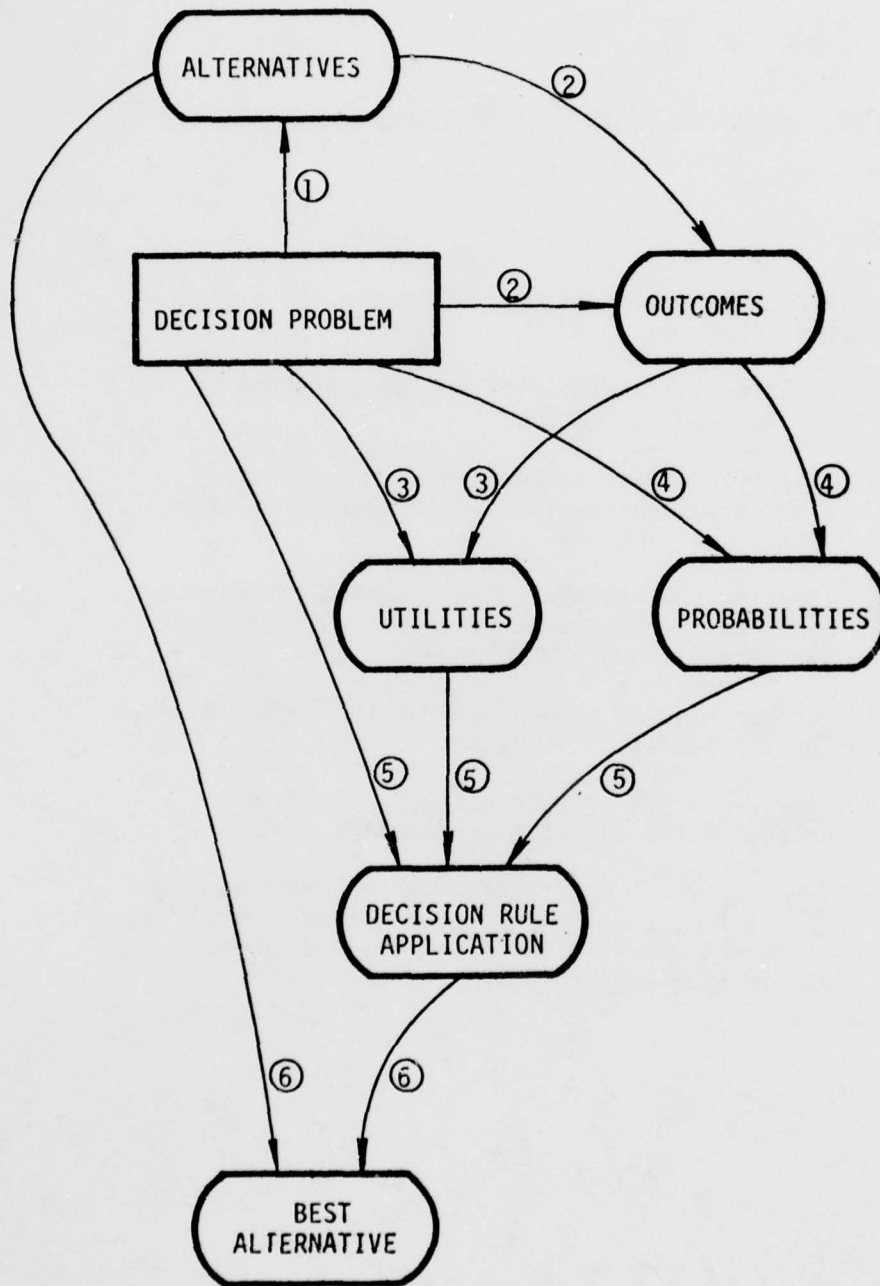 ALTERNATIVES
②
①
DECISION PROBLEM
②
OUTCOMES
③
③
④
④
UTILITIES
PROBABILITIES
⑤
⑤
⑤
DECISION RULE
APPLICATION
⑥
⑥
BEST
ALTERNATIVE